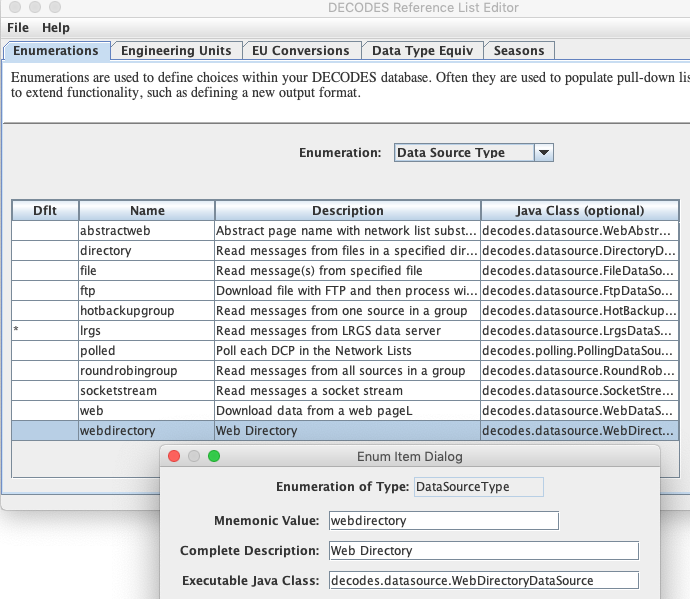 DECODES Reference List Editor
File Help
Enumerations Engineering Units EU Conversions Data Type Equiv Seasons
Enumerations are used to define choices within your DECODES database. Often they are used to populate pull-down lis
to extend functionality, such as defining a new output format.
Enumeration: Data Source Type
Dflt Name Description Java Class (optional)
abstractweb Abstract page name with network list subst... decodes.datasource.WebAbstr...
directory Read messages from files in a specified dir... decodes.datasource.DirectoryD...
file Read message(s) from specified file decodes.datasource.FileDataSo...
ftp Download file with FTP and then process wi... decodes.datasource.FtpDataSo...
hotbackupgroup Read messages from one source in a group decodes.datasource.HotBackup...
* lrgs Read messages from LRGS data server decodes.datasource.LrgsDataS...
polled Poll each DCP in the Network Lists decodes.polling.PollingDataSou...
roundrobingroup Read messages from all sources in a group decodes.datasource.RoundRob...
socketstream Read messages a socket stream decodes.datasource.SocketStre...
web Download data from a web pageL decodes.datasource.WebDataS...
webdirectory Web Directory decodes.datasource.WebDirect...
Enum Item Dialog
Enumeration of Type: DataSourceType
Mnemonic Value: webdirectory
Complete Description: Web Directory
Executable Java Class: decodes.datasource.WebDirectoryDataSource